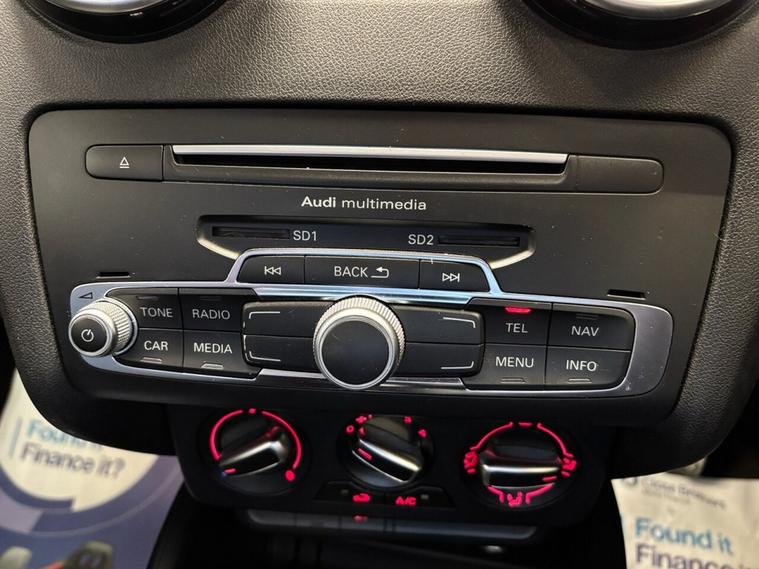 Audi multimedia
SD1 SD2
BACK
TONE RADIO TEL NAV
CAR MEDIA MENU INFO
A/C
Found it
Finance it?
Found it
Finance